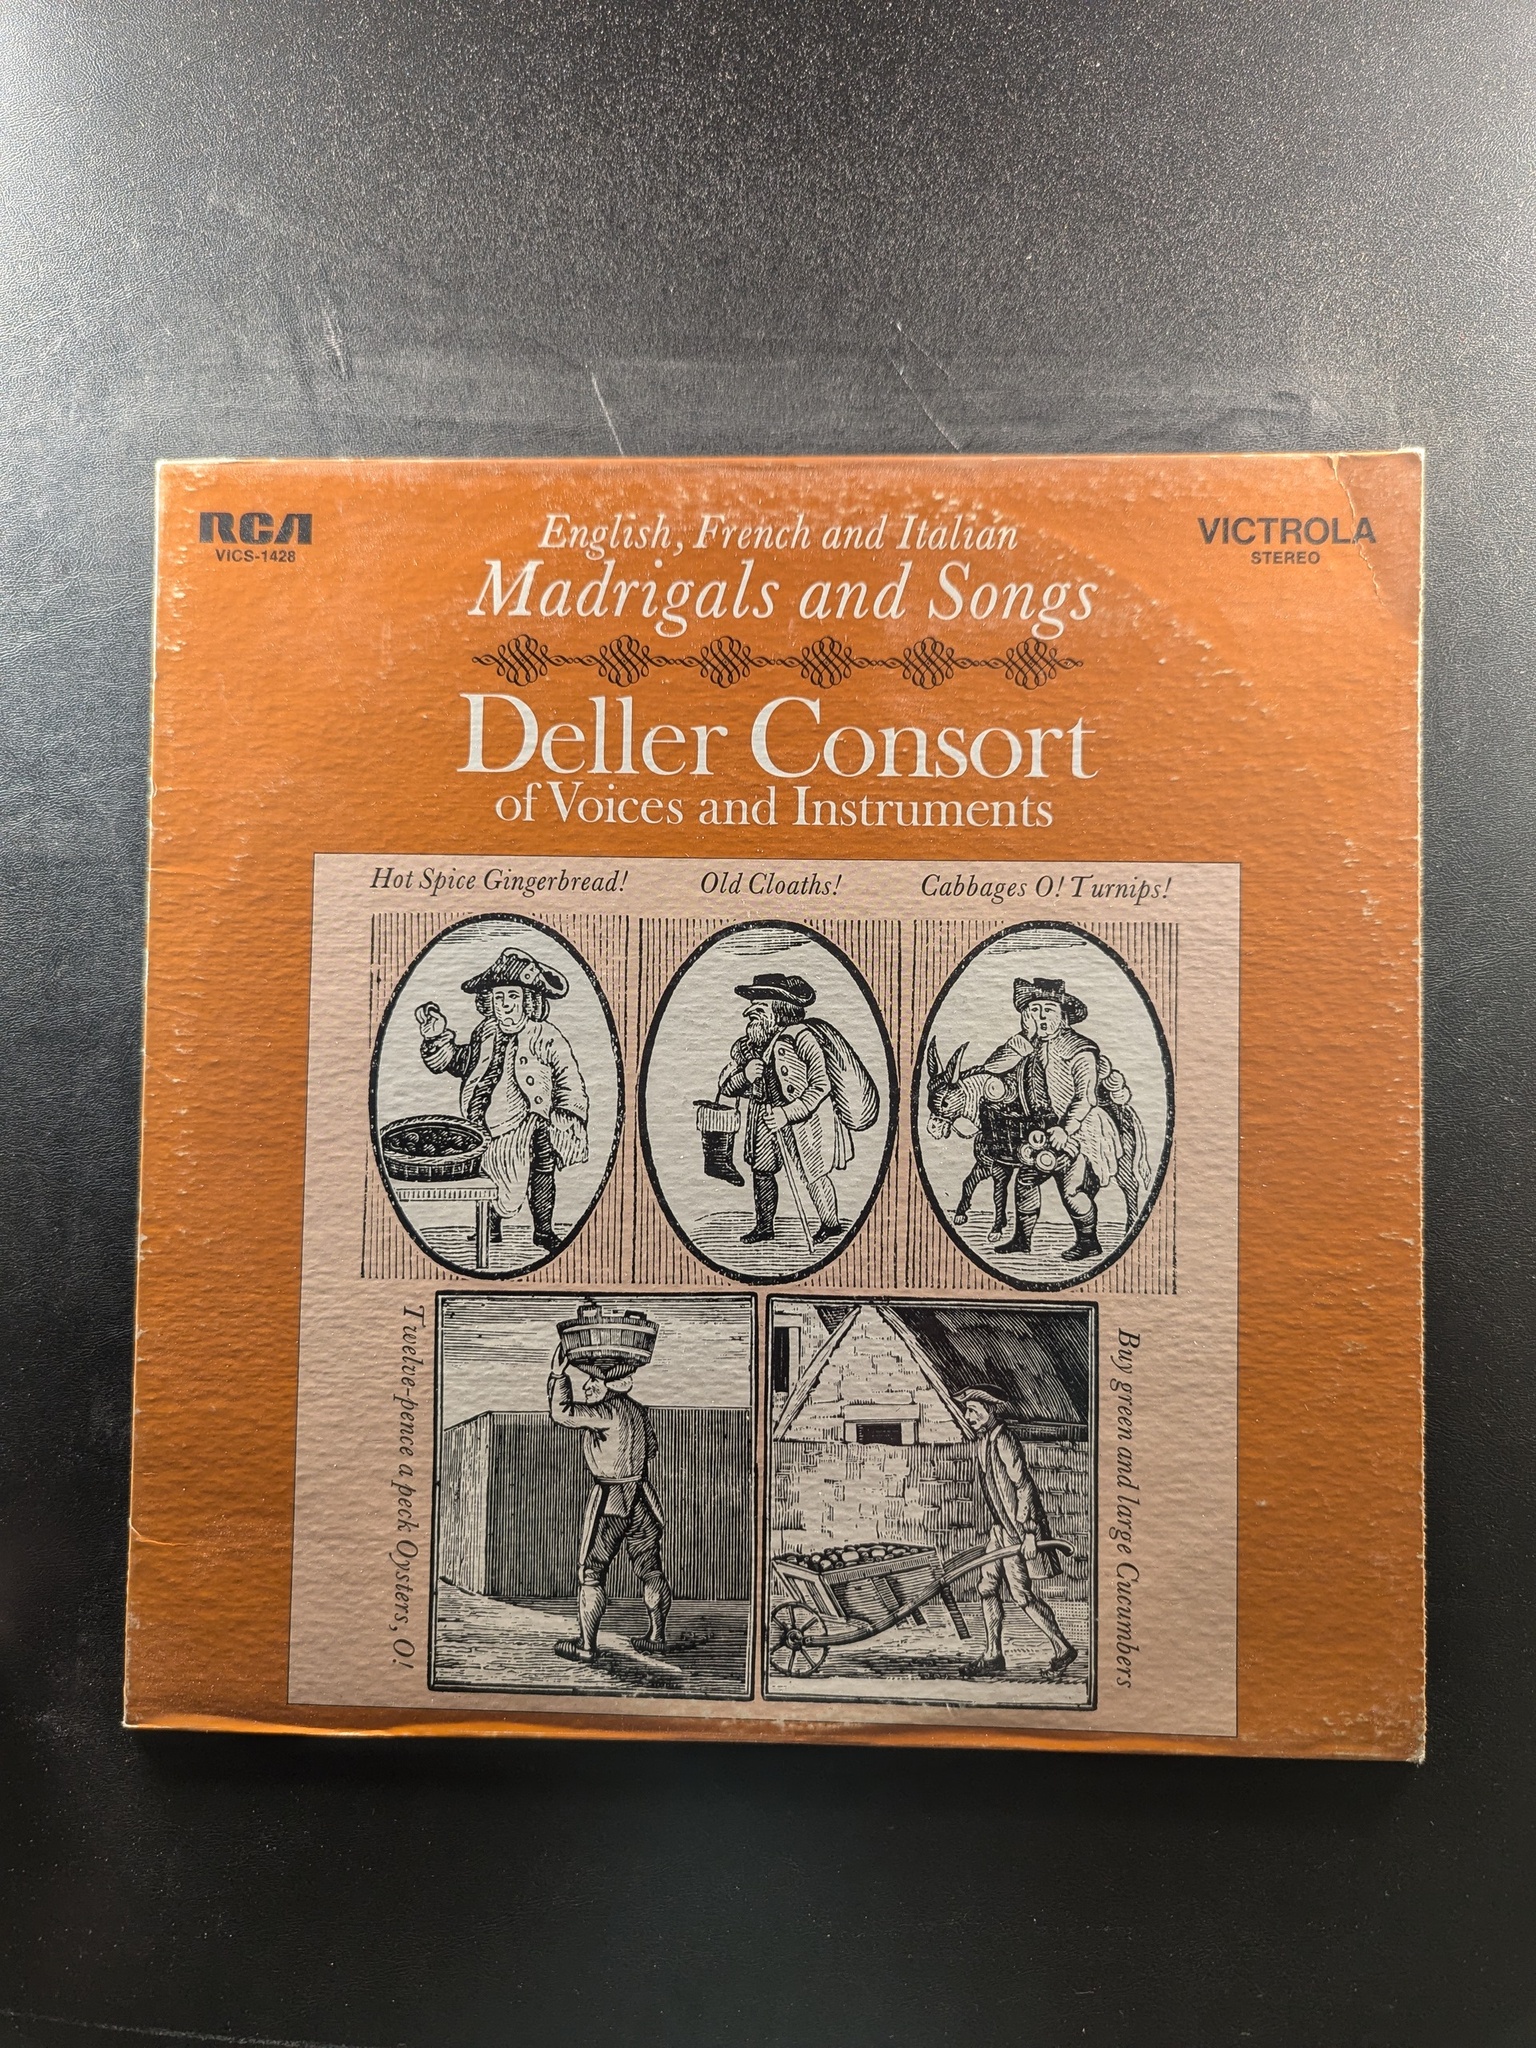 RCA
VICS-1428
English, French and Italian
Madrigals and Songs
VICTROLA
STEREO
Deller Consort
of Voices and Instruments
Hot Spice Gingerbread!
Old Cloaths!
Cabbages O! Turnips!
Twelve-pence a peck Oysters, O!
Buy green and large Cucumbers